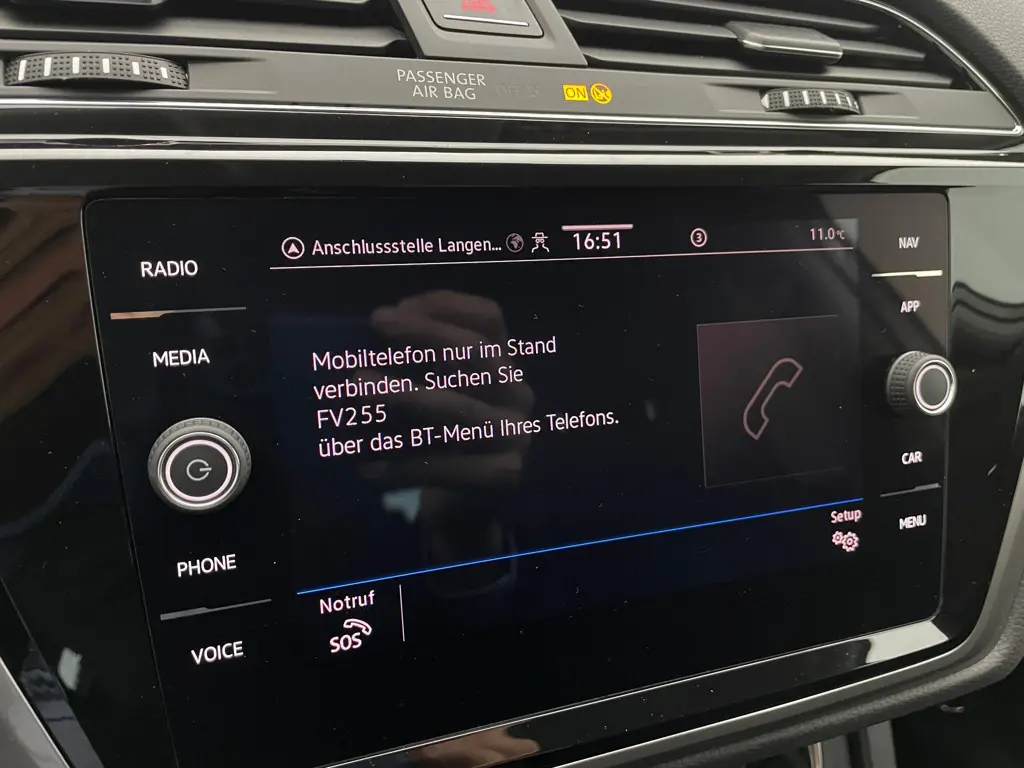 PASSENGER
AIR BAG OFF ON
RADIO
MEDIA
PHONE
VOICE
Anschlussstelle Langen... 16:51 3 11.0°C
Mobiltelefon nur im Stand
verbinden. Suchen Sie
FV255
über das BT-Menü Ihres Telefons.
Setup
Notruf
SOS
NAV
APP
CAR
MENU